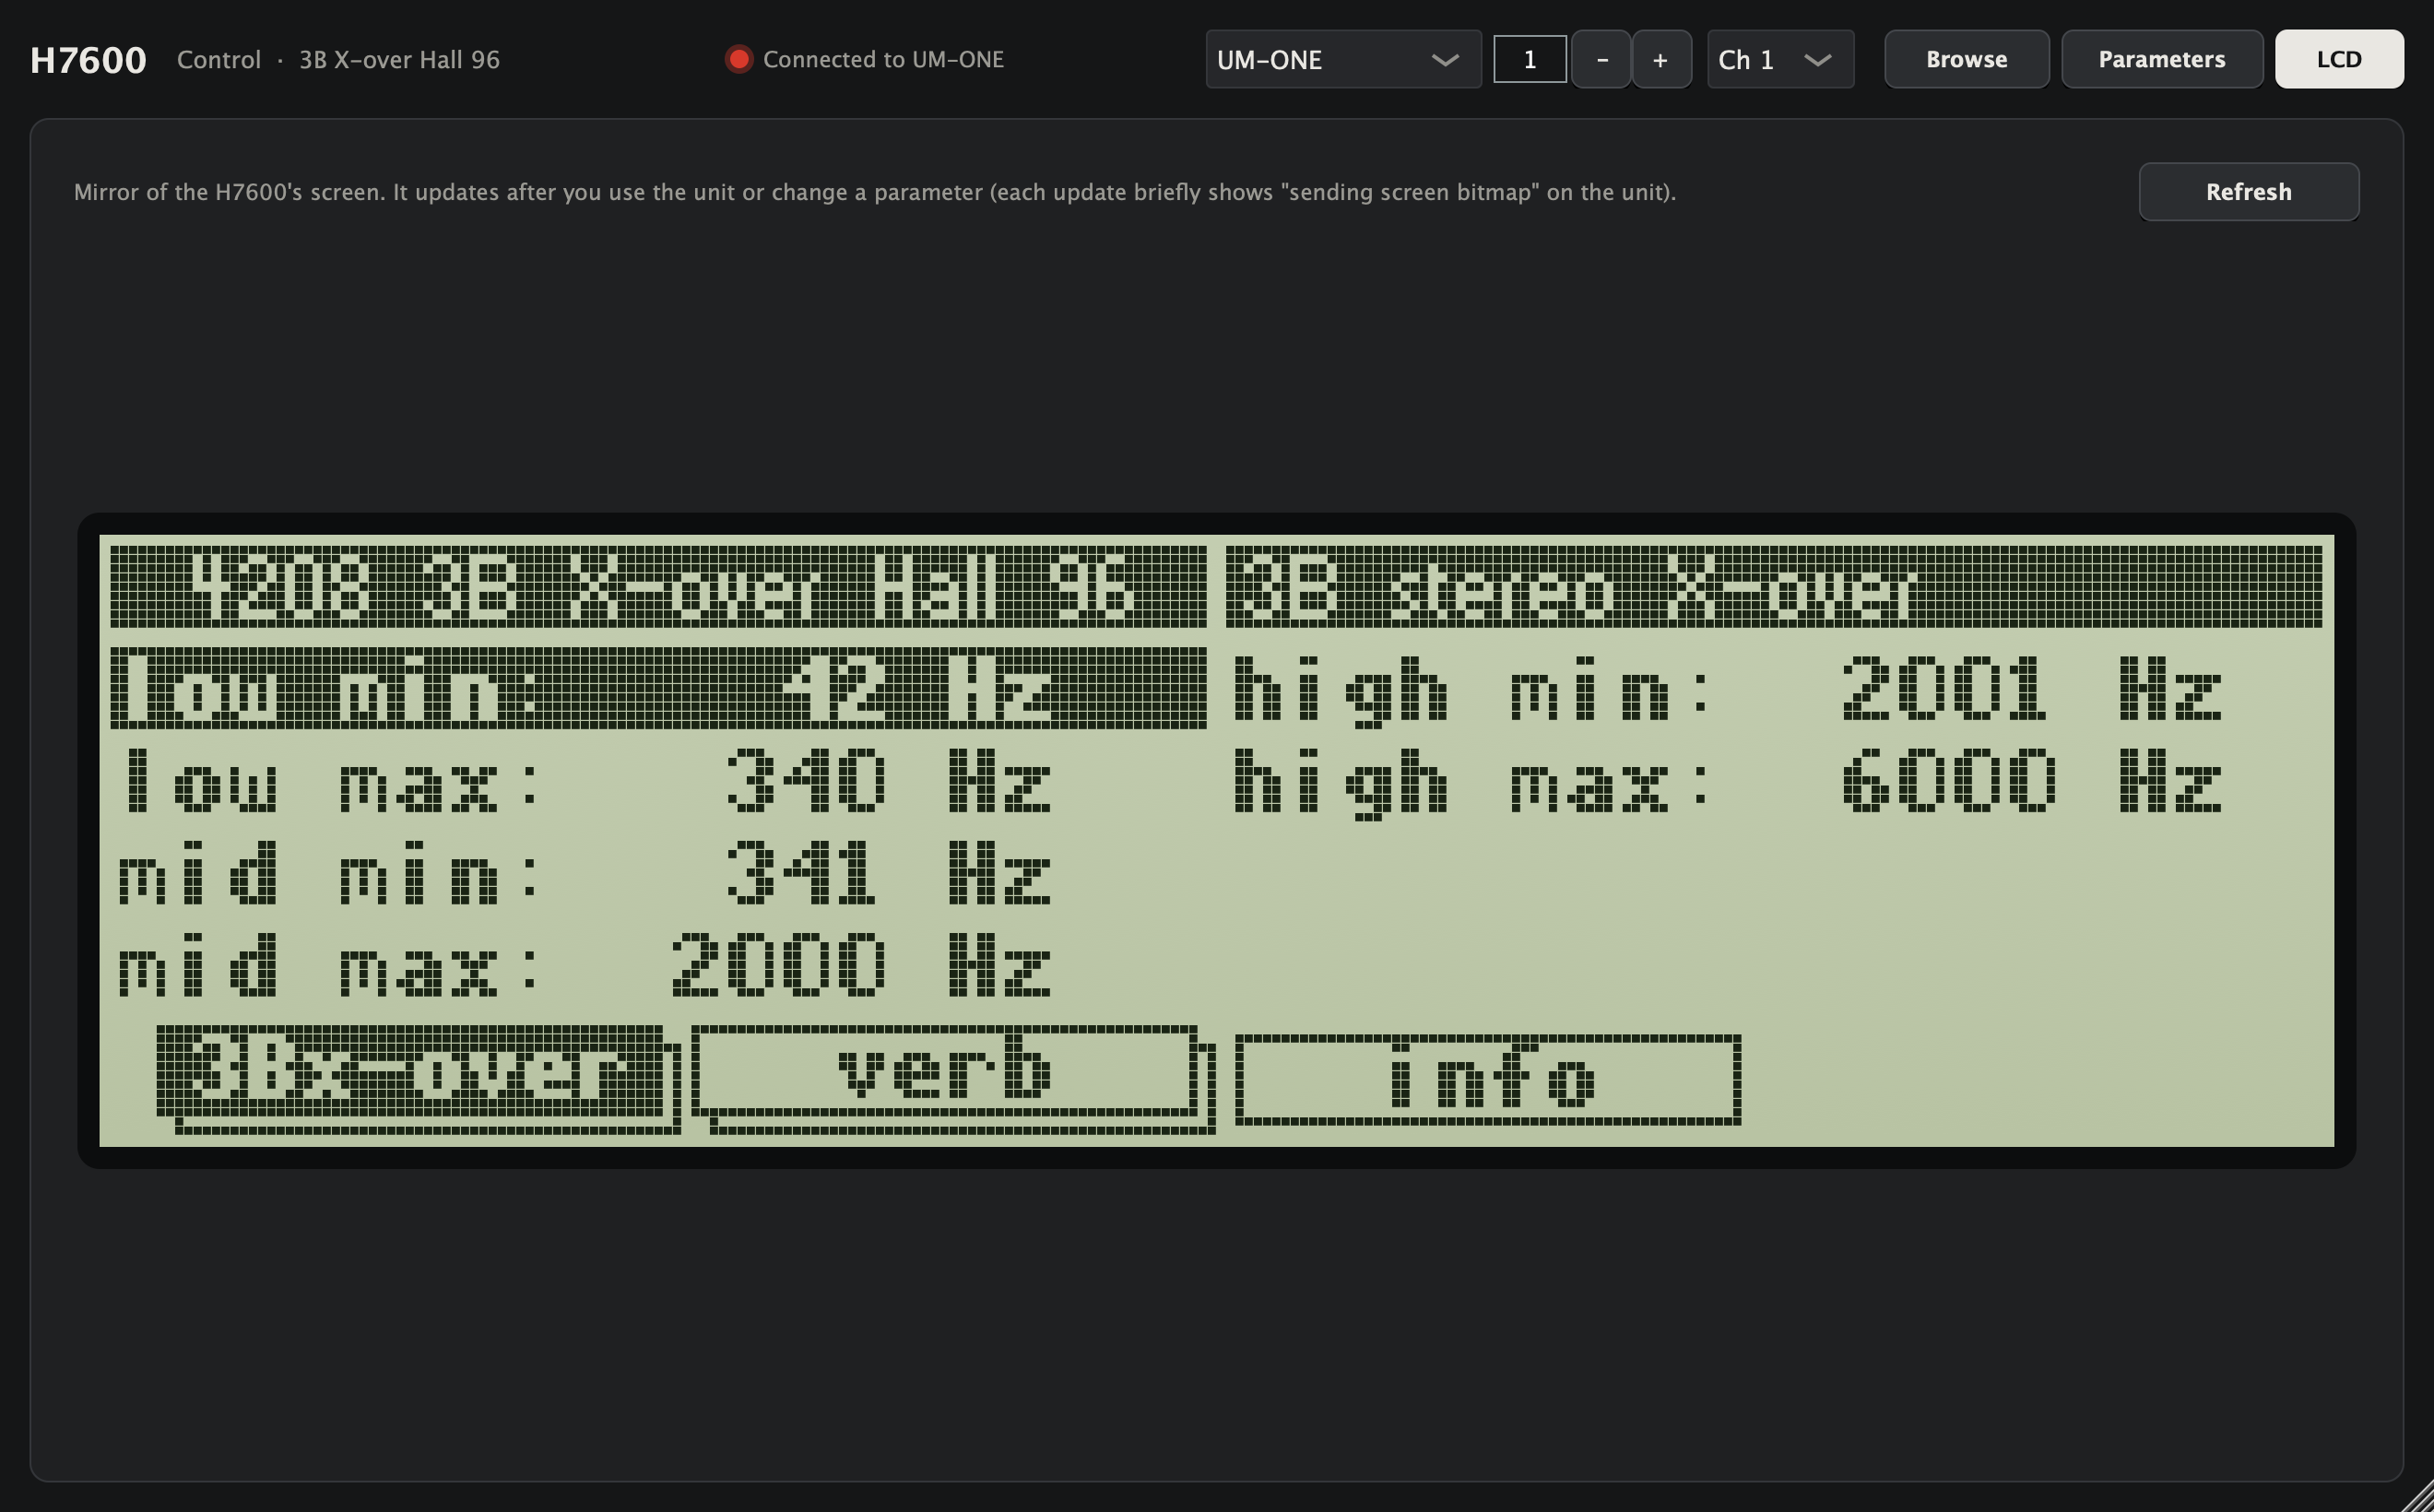 H7600 Control · 3B X-over Hall 96 Connected to UM-ONE UM-ONE 1 - + Ch 1 Browse Parameters LCD
Mirror of the H7600's screen. It updates after you use the unit or change a parameter (each update briefly shows "sending screen bitmap" on the unit). Refresh
4208 3B X-over Hall 96 3B stereo X-over
low min: 42 Hz high min: 2001 Hz
low max: 340 Hz high max: 6000 Hz
mid min: 341 Hz
mid max: 2000 Hz
3Bx-over verb info